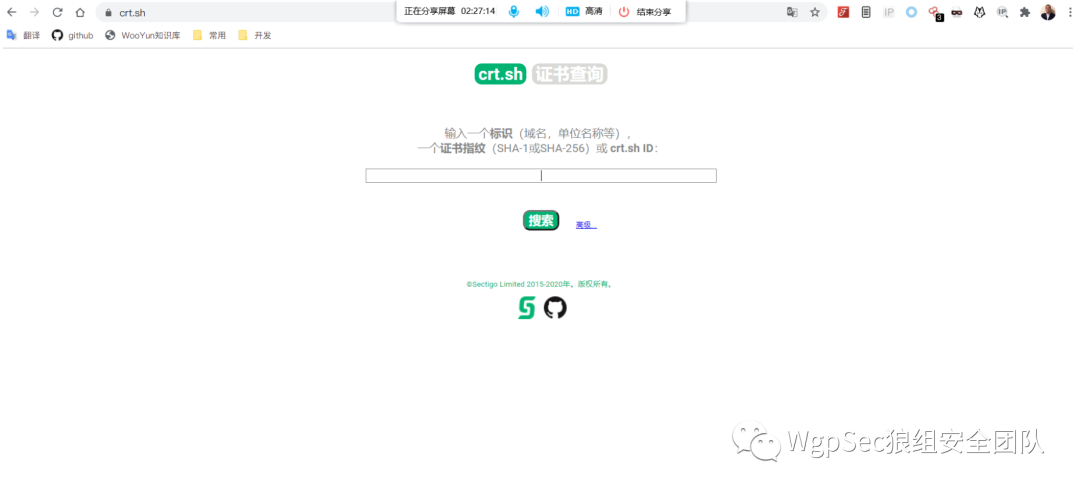 crt.sh
正在分享屏幕 02:27:14 HD 高清 结束分享
IP 3 IP
翻译 github WooYun知识库 常用 开发
crt.sh 证书查询
输入一个标识（域名，单位名称等），
一个证书指纹（SHA-1或SHA-256）或 crt.sh ID：
搜索 高级...
©Sectigo Limited 2015-2020年。版权所有。
WgpSec狼组安全团队